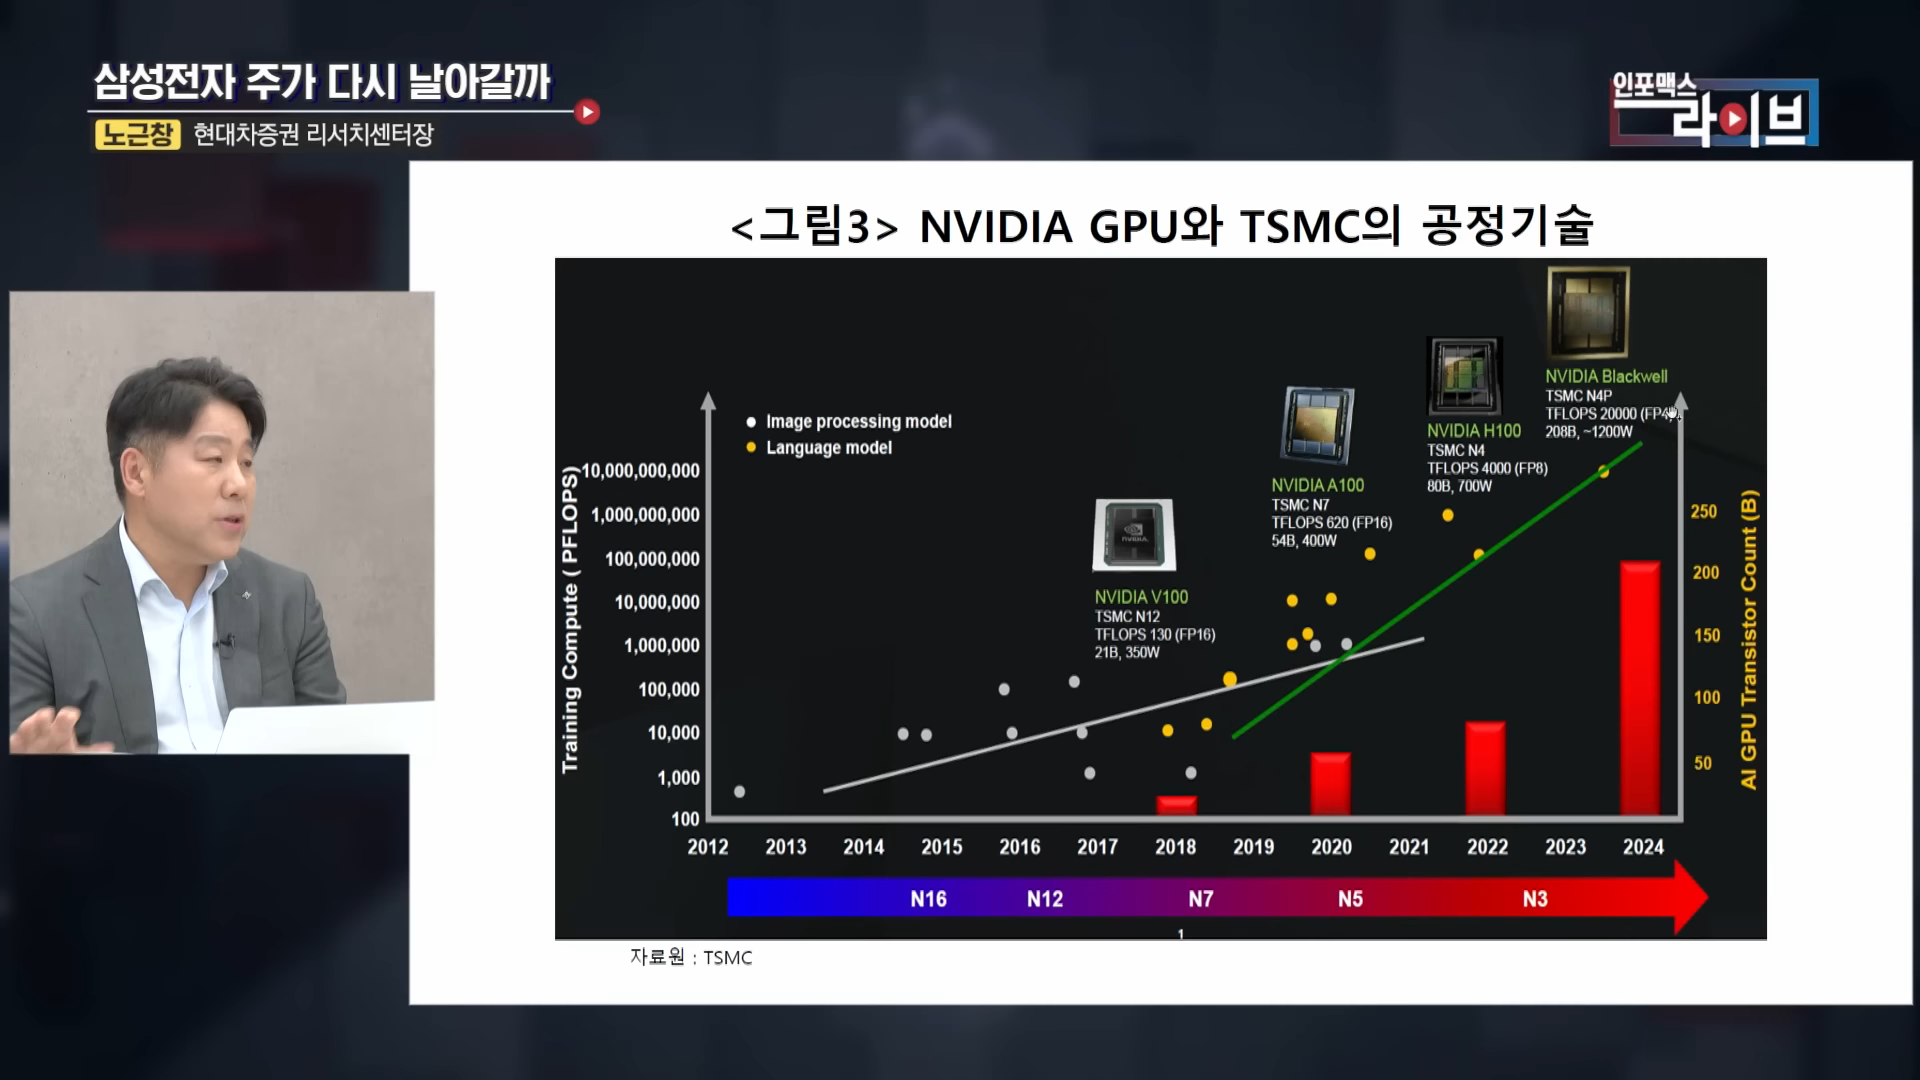 삼성전자 주가 다시 날아갈까
노근창 현대차증권 리서치센터장
인포맥스
라이브
<그림3> NVIDIA GPU와 TSMC의 공정기술
NVIDIA Blackwell
TSMC N4P
TFLOPS 20000 (FP4)
208B, ~1200W
NVIDIA H100
TSMC N4
TFLOPS 4000 (FP8)
80B, 700W
NVIDIA A100
TSMC N7
TFLOPS 620 (FP16)
54B, 400W
NVIDIA
NVIDIA V100
TSMC N12
TFLOPS 130 (FP16)
21B, 350W
Image processing model
Language model
Training Compute ( PFLOPS)
10,000,000,000
1,000,000,000
100,000,000
10,000,000
1,000,000
100,000
10,000
1,000
100
250
200
150
100
50
AI GPU Transistor Count (B)
2012 2013 2014 2015 2016 2017 2018 2019 2020 2021 2022 2023 2024
N16 N12 N7 N5 N3
1
자료원 : TSMC